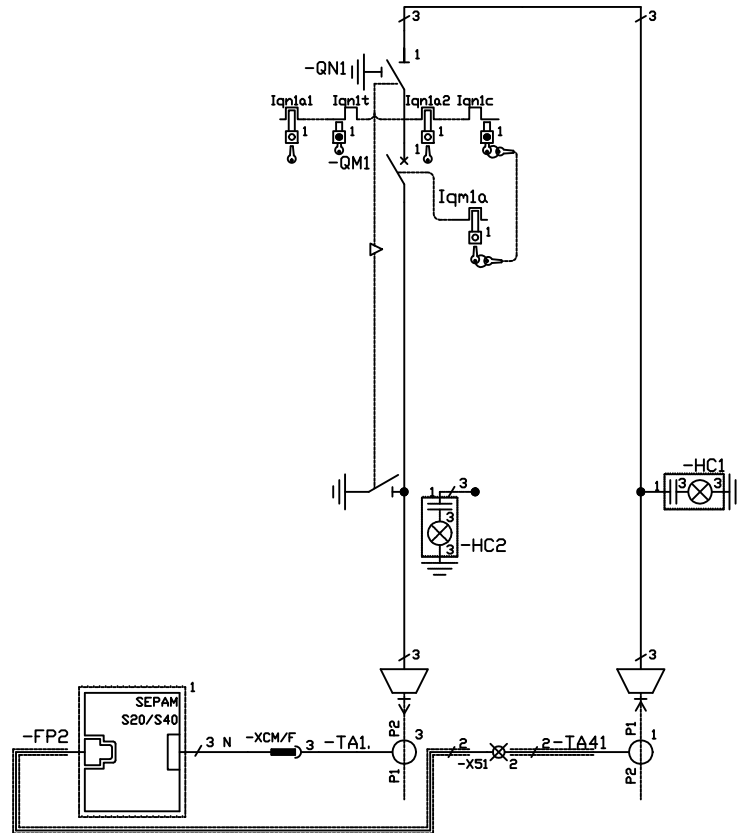 3 3
1
-QN1
Iqn1a1 Iqn1t Iqn1a2 Iqn1c
1 1 1 1
-QM1 1
Iqm1a
1
-HC1
1 3 3
1 3
3
-HC2
3
3 3
1
SEPAM
S20/S40
-FP2 3 N -XCM/F 3 -TA1. P2 3 2 2-TA41 P1 1
-X51 2
P1 P2